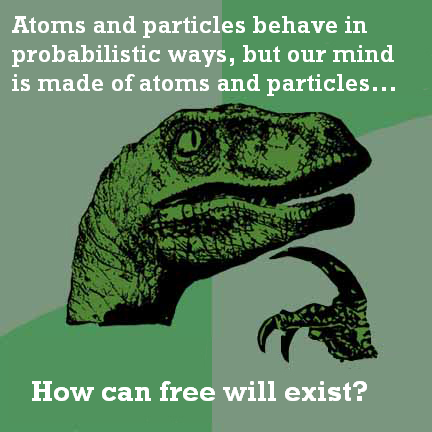 Atoms and particles behave in
probabilistic ways, but our mind
is made of atoms and particles...
How can free will exist?